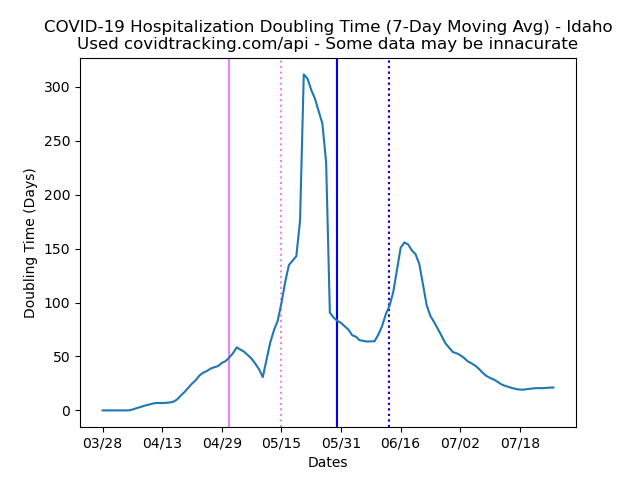 COVID-19 Hospitalization Doubling Time (7-Day Moving Avg) - Idaho
Used covidtracking.com/api - Some data may be innacurate
300
250
200
150
100
50
0
Doubling Time (Days)
03/28 04/13 04/29 05/15 05/31 06/16 07/02 07/18
Dates